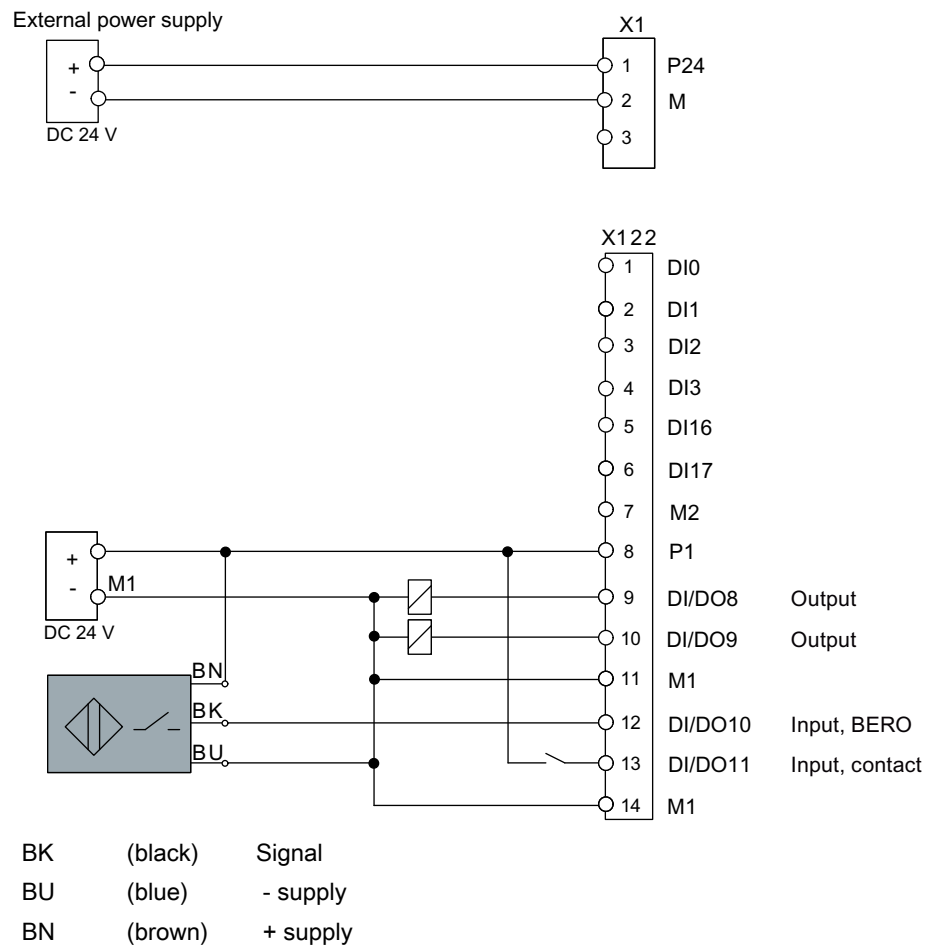 External power supply
X1
+
1 P24
-
2 M
DC 24 V
3
X122
1 DI0
2 DI1
3 DI2
4 DI3
5 DI16
6 DI17
7 M2
+
8 P1
-
M1
9 DI/DO8 Output
DC 24 V
10 DI/DO9 Output
BN
11 M1
BK
12 DI/DO10 Input, BERO
BU
13 DI/DO11 Input, contact
14 M1
BK (black) Signal
BU (blue) - supply
BN (brown) + supply